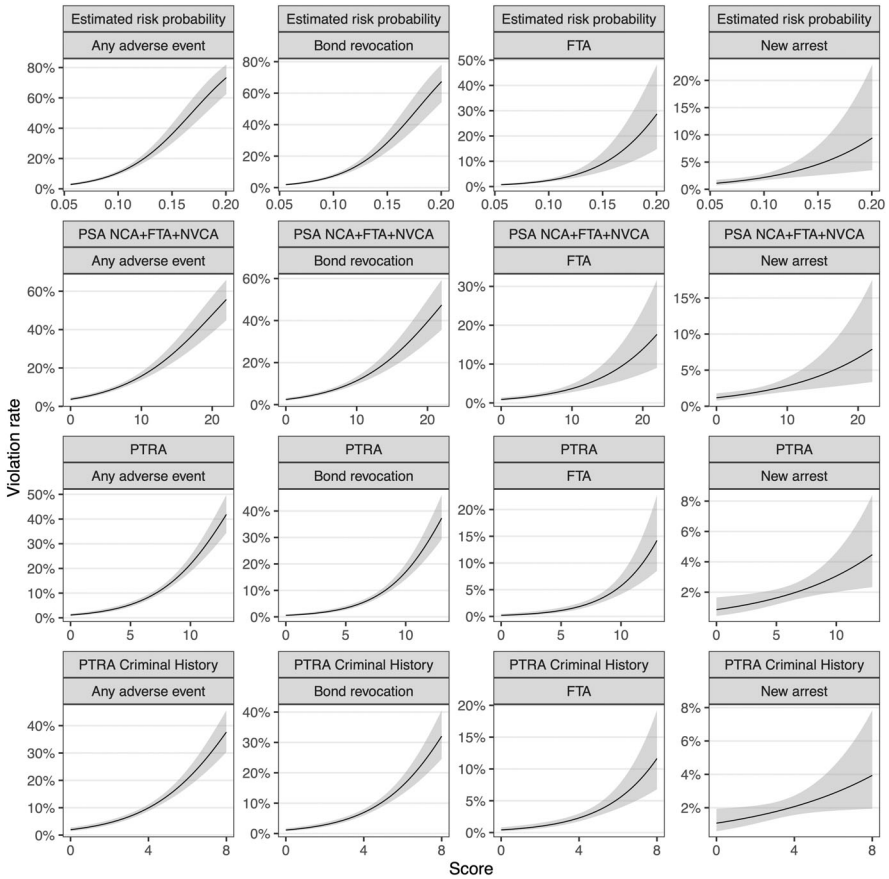 Estimated risk probability Estimated risk probability Estimated risk probability Estimated risk probability
Any adverse event Bond revocation FTA New arrest
80% 60% 40% 20% 0%
80% 60% 40% 20% 0%
50% 40% 30% 20% 10% 0%
20% 15% 10% 5% 0%
0.05 0.10 0.15 0.20 0.05 0.10 0.15 0.20 0.05 0.10 0.15 0.20 0.05 0.10 0.15 0.20
PSA NCA+FTA+NVCA PSA NCA+FTA+NVCA PSA NCA+FTA+NVCA PSA NCA+FTA+NVCA
Any adverse event Bond revocation FTA New arrest
60% 40% 20% 0%
60% 40% 20% 0%
30% 20% 10% 0%
15% 10% 5% 0%
0 10 20 0 10 20 0 10 20 0 10 20
Violation rate
PTRA PTRA PTRA PTRA
Any adverse event Bond revocation FTA New arrest
50% 40% 30% 20% 10% 0%
40% 30% 20% 10% 0%
20% 15% 10% 5% 0%
8% 6% 4% 2%
0 5 10 0 5 10 0 5 10 0 5 10
PTRA Criminal History PTRA Criminal History PTRA Criminal History PTRA Criminal History
Any adverse event Bond revocation FTA New arrest
40% 30% 20% 10% 0%
40% 30% 20% 10% 0%
20% 15% 10% 5% 0%
8% 6% 4% 2%
0 4 8 0 4 8 0 4 8 0 4 8
Score